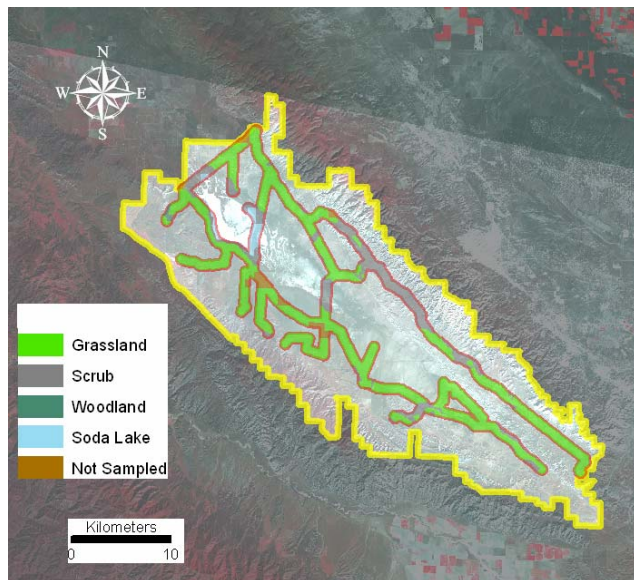 N
W E
S
Grassland
Scrub
Woodland
Soda Lake
Not Sampled
Kilometers
0 10